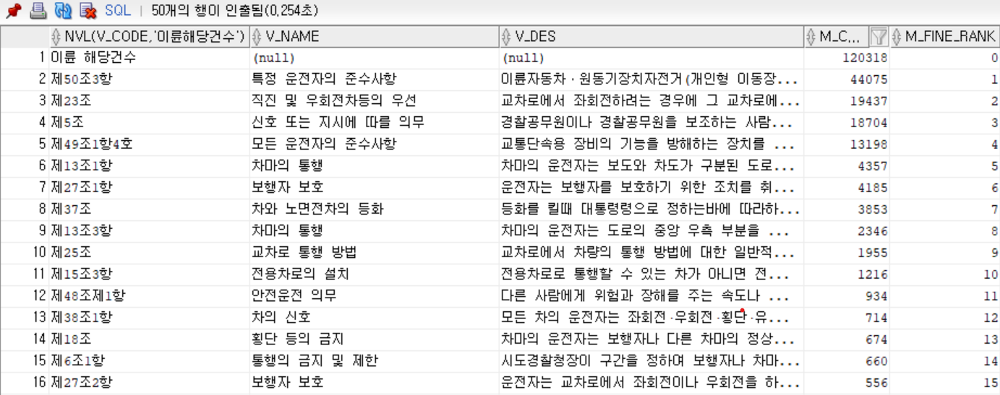 SQL | 50개의 행이 인출됨(0,254초)
NVL(V_CODE,'이륜해당건수') V_NAME V_DES M_C... M_FINE_RANK
1 이륜 해당건수 (null) (null) 120318 0
2 제50조3항 특정 운전자의 준수사항 이륜자동차·원동기장치자전거(개인형 이동장... 44075 1
3 제23조 직진 및 우회전차등의 우선 교차로에서 좌회전하려는 경우에 그 교차로에... 19437 2
4 제5조 신호 또는 지시에 따를 의무 경찰공무원이나 경찰공무원을 보조하는 사람... 18704 3
5 제49조1항4호 모든 운전자의 준수사항 교통단속용 장비의 기능을 방해하는 장치를 ... 13198 4
6 제13조1항 차마의 통행 차마의 운전자는 보도와 차도가 구분된 도로... 4357 5
7 제27조1항 보행자 보호 운전자는 보행자를 보호하기 위한 조치를 취... 4185 6
8 제37조 차와 노면전차의 등화 등화를 킬때 대통령령으로 정하는바에 따라하... 3853 7
9 제13조3항 차마의 통행 차마의 운전자는 도로의 중앙 우측 부분을 ... 2346 8
10 제25조 교차로 통행 방법 교차로에서 차량의 통행 방법에 대한 일반적... 1955 9
11 제15조3항 전용차로의 설치 전용차로로 통행할 수 있는 차가 아니면 전... 1216 10
12 제48조제1항 안전운전 의무 다른 사람에게 위험과 장해를 주는 속도나 ... 934 11
13 제38조1항 차의 신호 모든 차의 운전자는 좌회전·우회전·횡단·유... 714 12
14 제18조 횡단 등의 금지 차마의 운전자는 보행자나 다른 차마의 정상... 674 13
15 제6조1항 통행의 금지 및 제한 시도경찰청장이 구간을 정하여 보행자나 차마... 660 14
16 제27조2항 보행자 보호 운전자는 교차로에서 좌회전이나 우회전을 하... 556 15